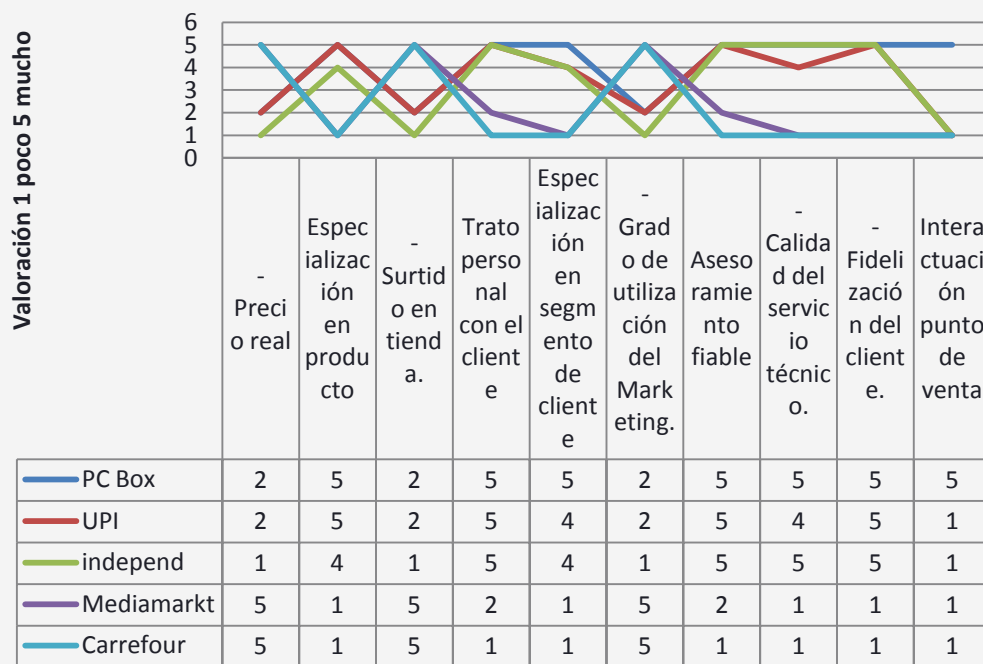 Valoración 1 poco 5 mucho
6
5
4
3
2
1
0
-
Preci
o real
Espec
ializac
ión
en
produ
cto
-
Surtid
o en
tiend
a.
Trato
perso
nal
con el
client
e
Espec
ializac
ión
en
segm
ento
de
client
e
-
Grad
o de
utiliza
ción
del
Mark
eting.
Aseso
ramie
nto
fiable
-
Calida
d del
servic
io
técnic
o.
-
Fideli
zació
n del
client
e.
Intera
ctuaci
ón
punto
de
venta
PC Box 2 5 2 5 5 2 5 5 5 5
UPI 2 5 2 5 4 2 5 4 5 1
independ 1 4 1 5 4 1 5 5 5 1
Mediamarkt 5 1 5 2 1 5 2 1 1 1
Carrefour 5 1 5 1 1 5 1 1 1 1